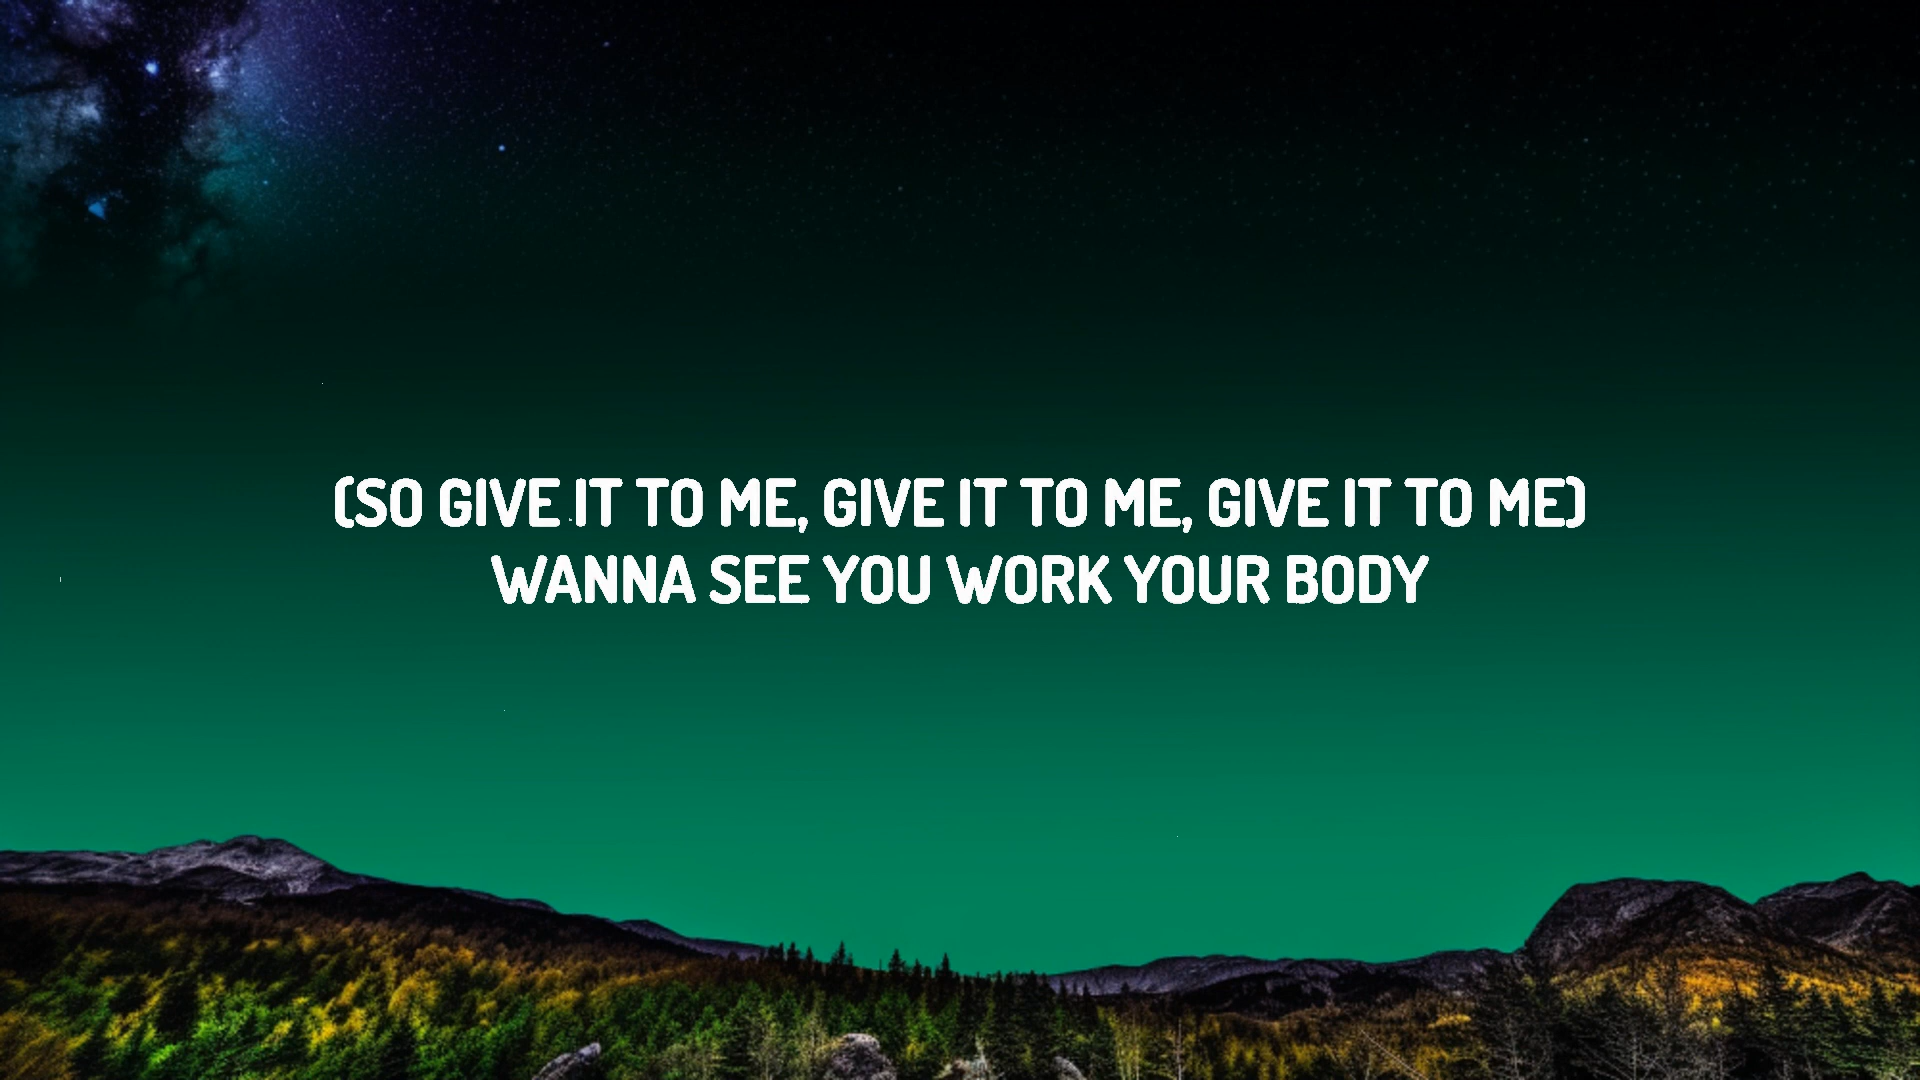 (SO GIVE IT TO ME, GIVE IT TO ME, GIVE IT TO ME)
WANNA SEE YOU WORK YOUR BODY